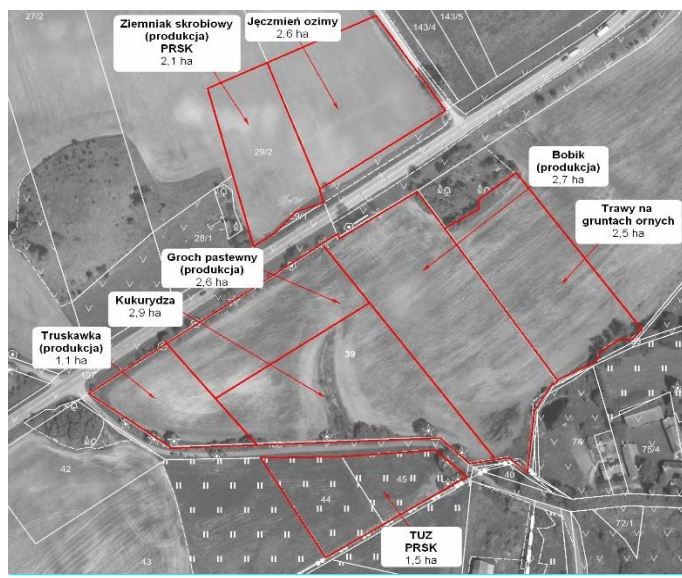 27/2
143/4
143/5
Ziemniak skrobiowy
(produkcja)
PRSK
2,1 ha
Jęczmień ozimy
2,6 ha
29/2
Bobik
(produkcja)
2,7 ha
Trawy na
gruntach ornych
2,5 ha
28/1
Groch pastewny
(produkcja)
2,6 ha
Kukurydza
2,9 ha
Truskawka
(produkcja)
1,1 ha
107
39
42
43
44
45
40
74
75/4
72/1
TUZ
PRSK
1,5 ha